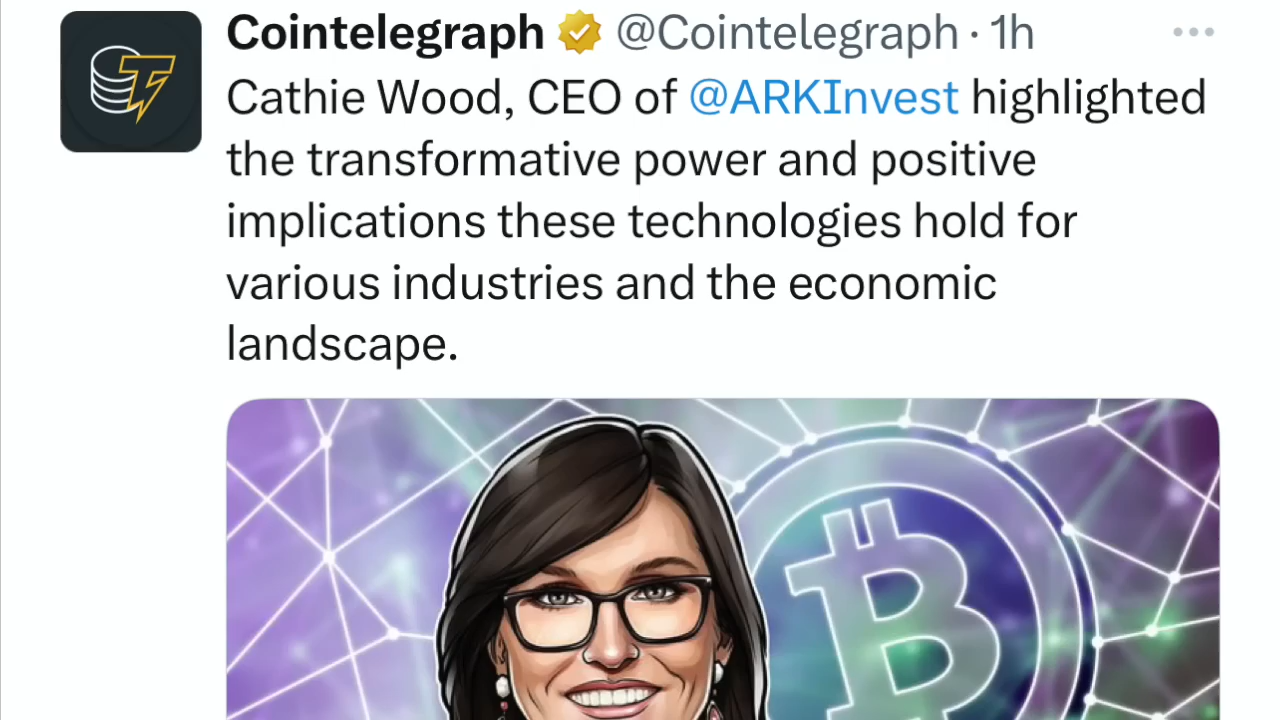 Cointelegraph @Cointelegraph · 1h
Cathie Wood, CEO of @ARKInvest highlighted
the transformative power and positive
implications these technologies hold for
various industries and the economic
landscape.